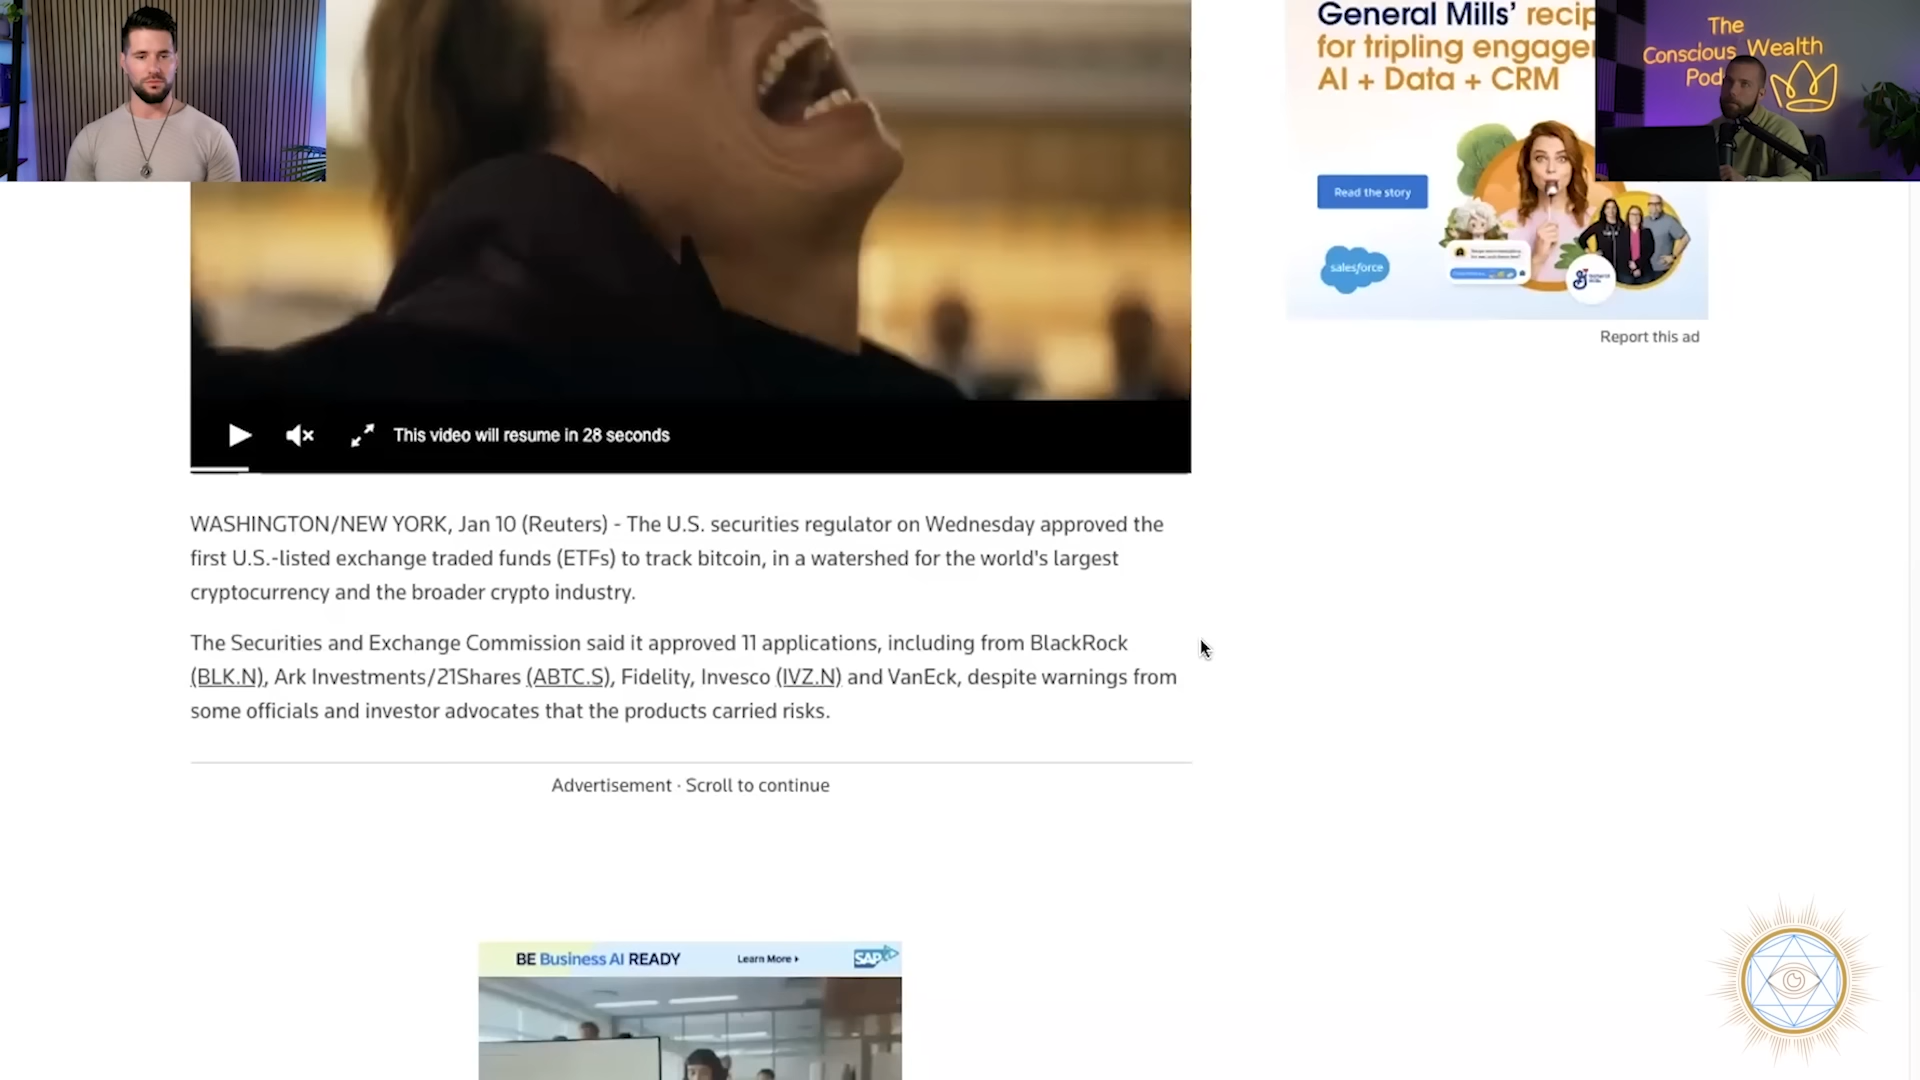 General Mills’ recip
for tripling engage
AI + Data + CRM
Read the story
salesforce
Report this ad
The
Conscious Wealth
Pod
This video will resume in 28 seconds
WASHINGTON/NEW YORK, Jan 10 (Reuters) - The U.S. securities regulator on Wednesday approved the
first U.S.-listed exchange traded funds (ETFs) to track bitcoin, in a watershed for the world's largest
cryptocurrency and the broader crypto industry.
The Securities and Exchange Commission said it approved 11 applications, including from BlackRock
(BLK.N), Ark Investments/21Shares (ABTC.S), Fidelity, Invesco (IVZ.N) and VanEck, despite warnings from
some officials and investor advocates that the products carried risks.
Advertisement · Scroll to continue
BE Business AI READY
Learn More
SAP